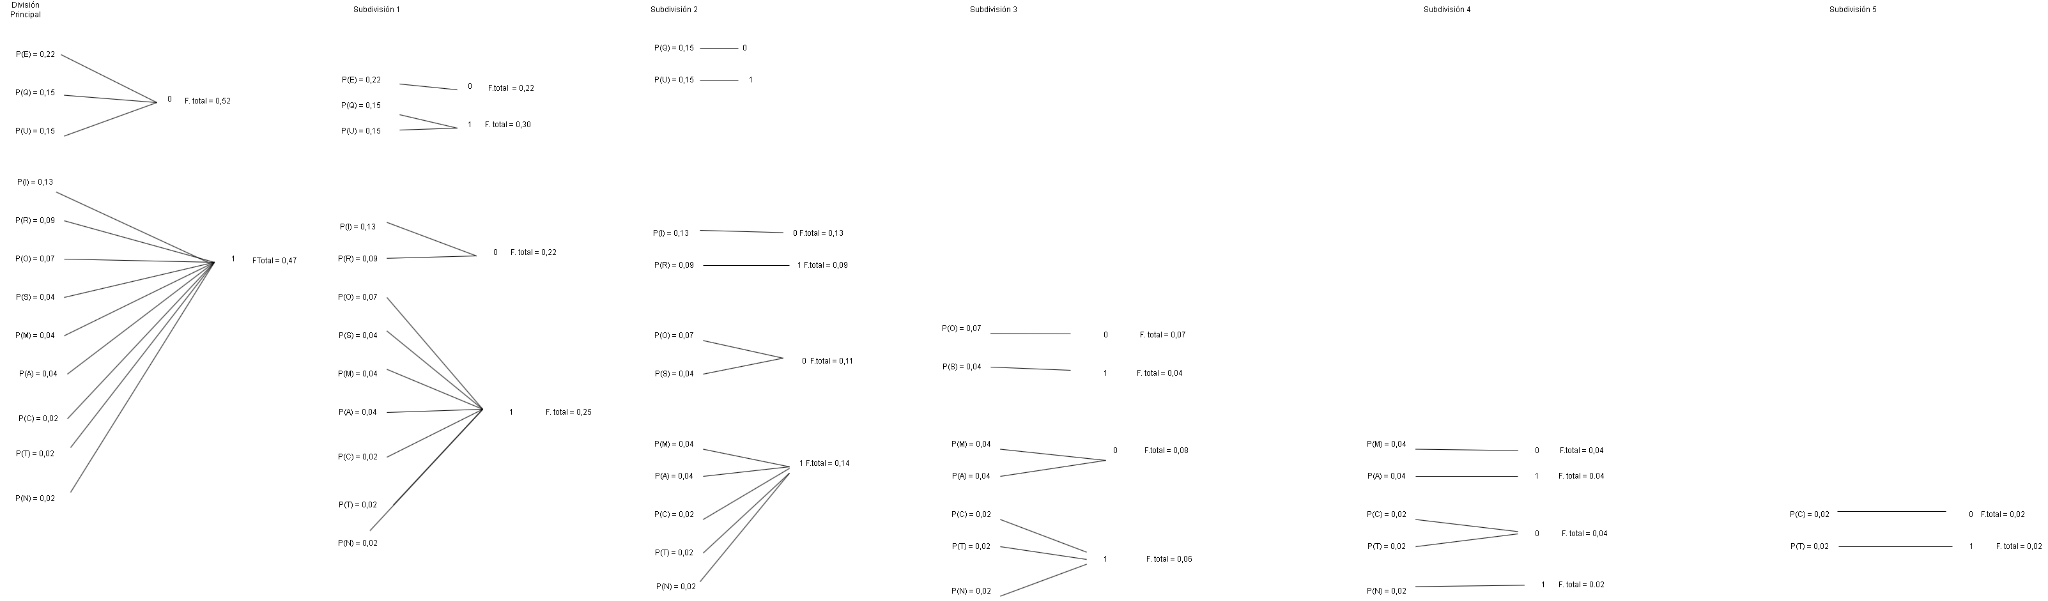 División
Principal
P(E) = 0,22
P(Q) = 0,15
0 F. total = 0,52
P(U) = 0,15
P(I) = 0,13
P(R) = 0,09
P(O) = 0,07
1 FTotal = 0,47
P(S) = 0,04
P(M) = 0,04
P(A) = 0,04
P(C) = 0,02
P(T) = 0,02
P(N) = 0,02
Subdivisión 1
P(E) = 0,22
0 F.total = 0,22
P(Q) = 0,15
1 F. total = 0,30
P(U) = 0,15
P(I) = 0,13
0 F. total = 0,22
P(R) = 0,09
P(O) = 0,07
P(S) = 0,04
P(M) = 0,04
P(A) = 0,04
1 F. total = 0,25
P(C) = 0,02
P(T) = 0,02
P(N) = 0,02
Subdivisión 2
P(Q) = 0,15 0
P(U) = 0,15 1
P(I) = 0,13 0 F.total = 0,13
P(R) = 0,09 1 F.total = 0,09
P(O) = 0,07
0 F.total = 0,11
P(S) = 0,04
P(M) = 0,04
1 F.total = 0,14
P(A) = 0,04
P(C) = 0,02
P(T) = 0,02
P(N) = 0,02
Subdivisión 3
P(O) = 0,07 0 F. total = 0,07
P(S) = 0,04 1 F. total = 0,04
P(M) = 0,04
0 F.total = 0,08
P(A) = 0,04
P(C) = 0,02
P(T) = 0,02
1 F. total = 0,06
P(N) = 0,02
Subdivisión 4
P(M) = 0,04 0 F.total = 0,04
P(A) = 0,04 1 F.total = 0.04
P(C) = 0,02
0 F. total = 0,04
P(T) = 0,02
P(N) = 0,02 1 F. total = 0.02
Subdivisión 5
P(C) = 0,02 0 F.total = 0,02
P(T) = 0,02 1 F. total = 0,02